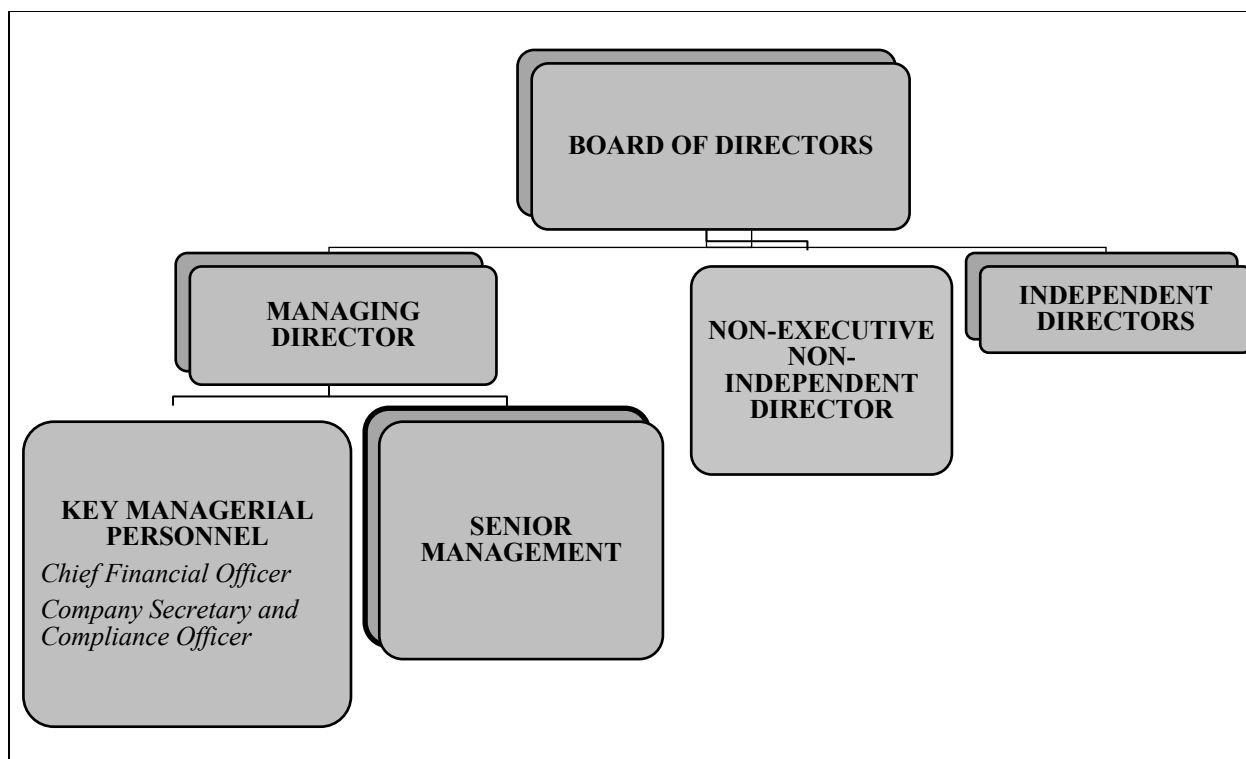 BOARD OF DIRECTORS
MANAGING
DIRECTOR
NON-EXECUTIVE
NON-
INDEPENDENT
DIRECTOR
INDEPENDENT
DIRECTORS
KEY MANAGERIAL
PERSONNEL
Chief Financial Officer
Company Secretary and
Compliance Officer
SENIOR
MANAGEMENT